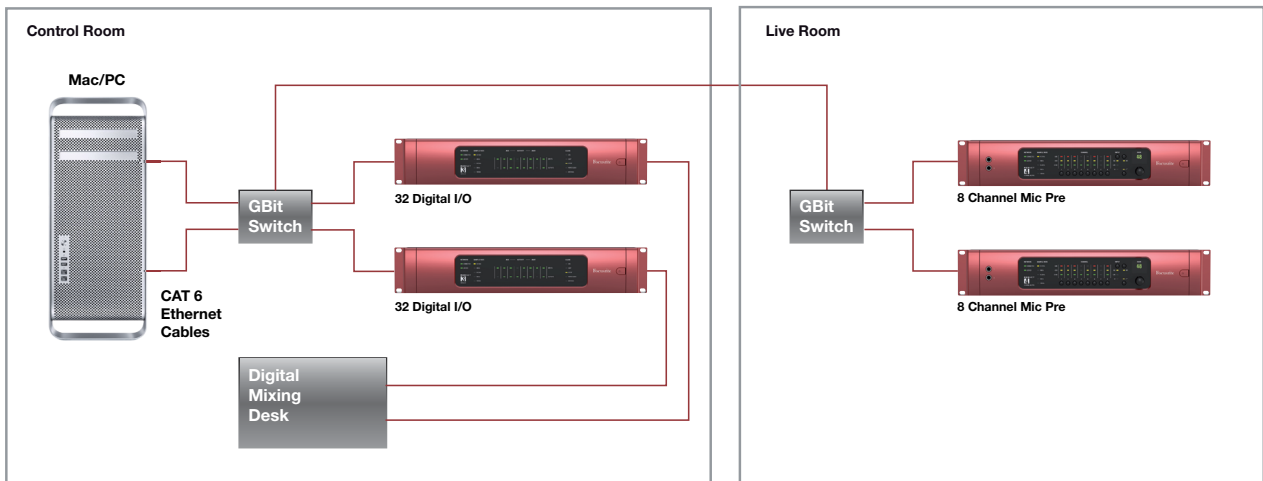 Control Room
Mac/PC
CAT 6
Ethernet
Cables
GBit
Switch
32 Digital I/O
32 Digital I/O
Digital
Mixing
Desk
Live Room
GBit
Switch
8 Channel Mic Pre
8 Channel Mic Pre